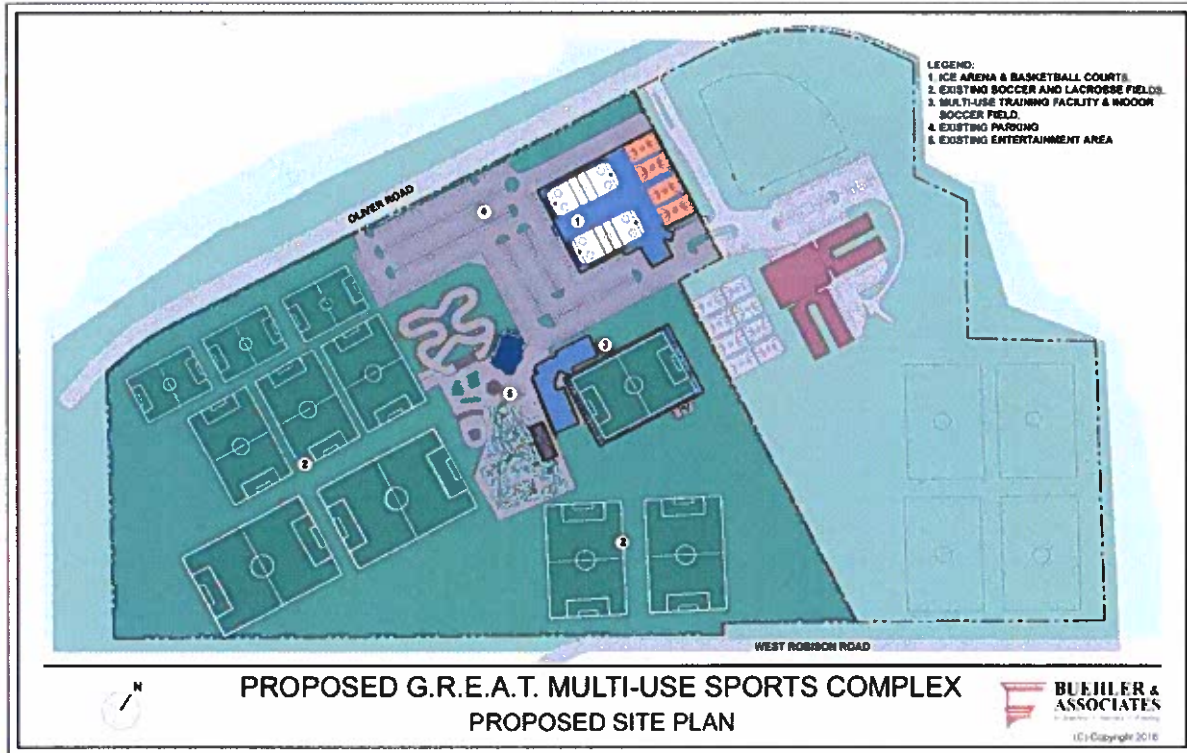 LEGEND:
1. ICE ARENA & BASKETBALL COURTS.
2. EXISTING SOCCER AND LACROSSE FIELDS.
3. MULTI-USE TRAINING FACILITY & INDOOR
SOCCER FIELD.
4. EXISTING PARKING
5. EXISTING ENTERTAINMENT AREA
OLIVER ROAD
4
1
3
5
2
2
WEST ROBISON ROAD
N
PROPOSED G.R.E.A.T. MULTI-USE SPORTS COMPLEX
PROPOSED SITE PLAN
BUEHLER &
ASSOCIATES
(C) Copyright 2016